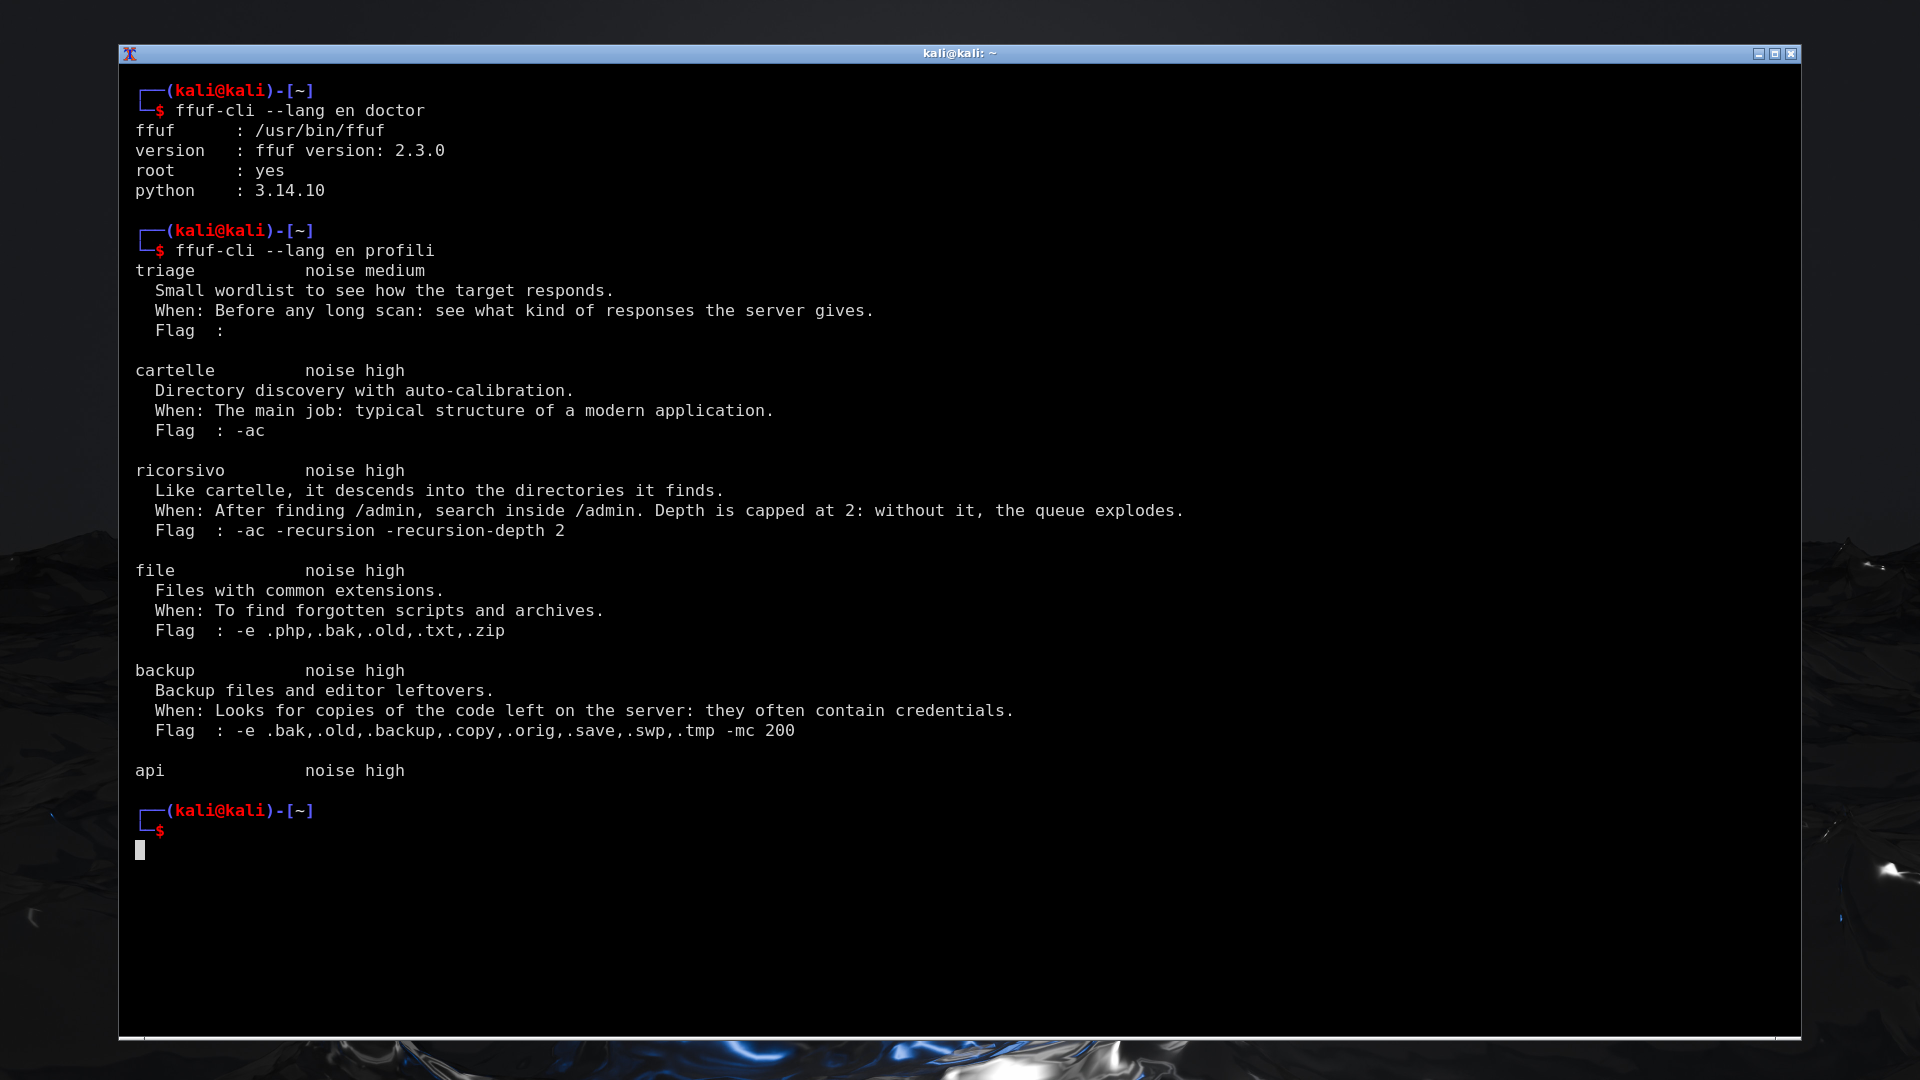 kali@kali: ~
┌──(kali@kali)-[~]
└─$ ffuf-cli --lang en doctor
ffuf      : /usr/bin/ffuf
version   : ffuf version: 2.3.0
root      : yes
python    : 3.14.10
┌──(kali@kali)-[~]
└─$ ffuf-cli --lang en profili
triage           noise medium
  Small wordlist to see how the target responds.
  When: Before any long scan: see what kind of responses the server gives.
  Flag  :
cartelle         noise high
  Directory discovery with auto-calibration.
  When: The main job: typical structure of a modern application.
  Flag  : -ac
ricorsivo        noise high
  Like cartelle, it descends into the directories it finds.
  When: After finding /admin, search inside /admin. Depth is capped at 2: without it, the queue explodes.
  Flag  : -ac -recursion -recursion-depth 2
file             noise high
  Files with common extensions.
  When: To find forgotten scripts and archives.
  Flag  : -e .php,.bak,.old,.txt,.zip
backup           noise high
  Backup files and editor leftovers.
  When: Looks for copies of the code left on the server: they often contain credentials.
  Flag  : -e .bak,.old,.backup,.copy,.orig,.save,.swp,.tmp -mc 200
api              noise high
┌──(kali@kali)-[~]
└─$